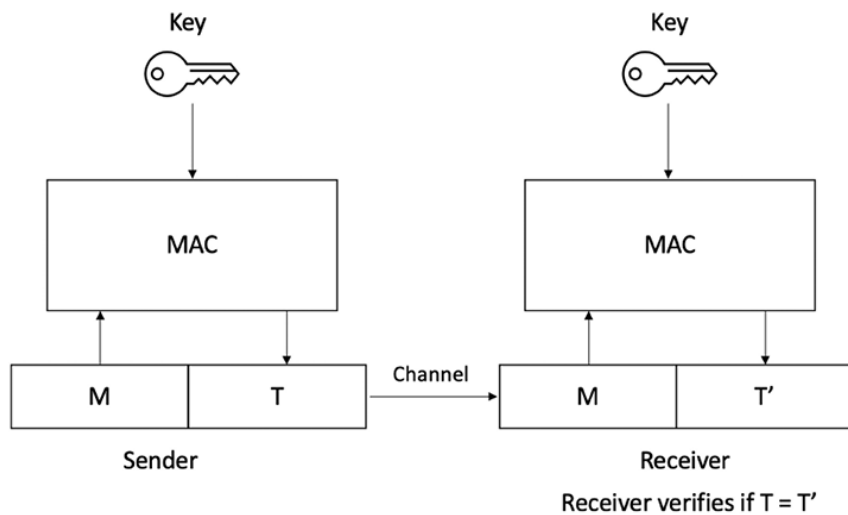 Key
Key
MAC
MAC
Channel
M
T
M
T’
Sender
Receiver
Receiver verifies if T = T’